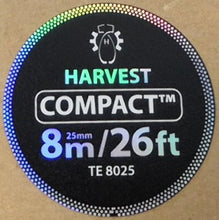 H
HARVEST
COMPACT™
25mm
8m/26ft
TE 8025